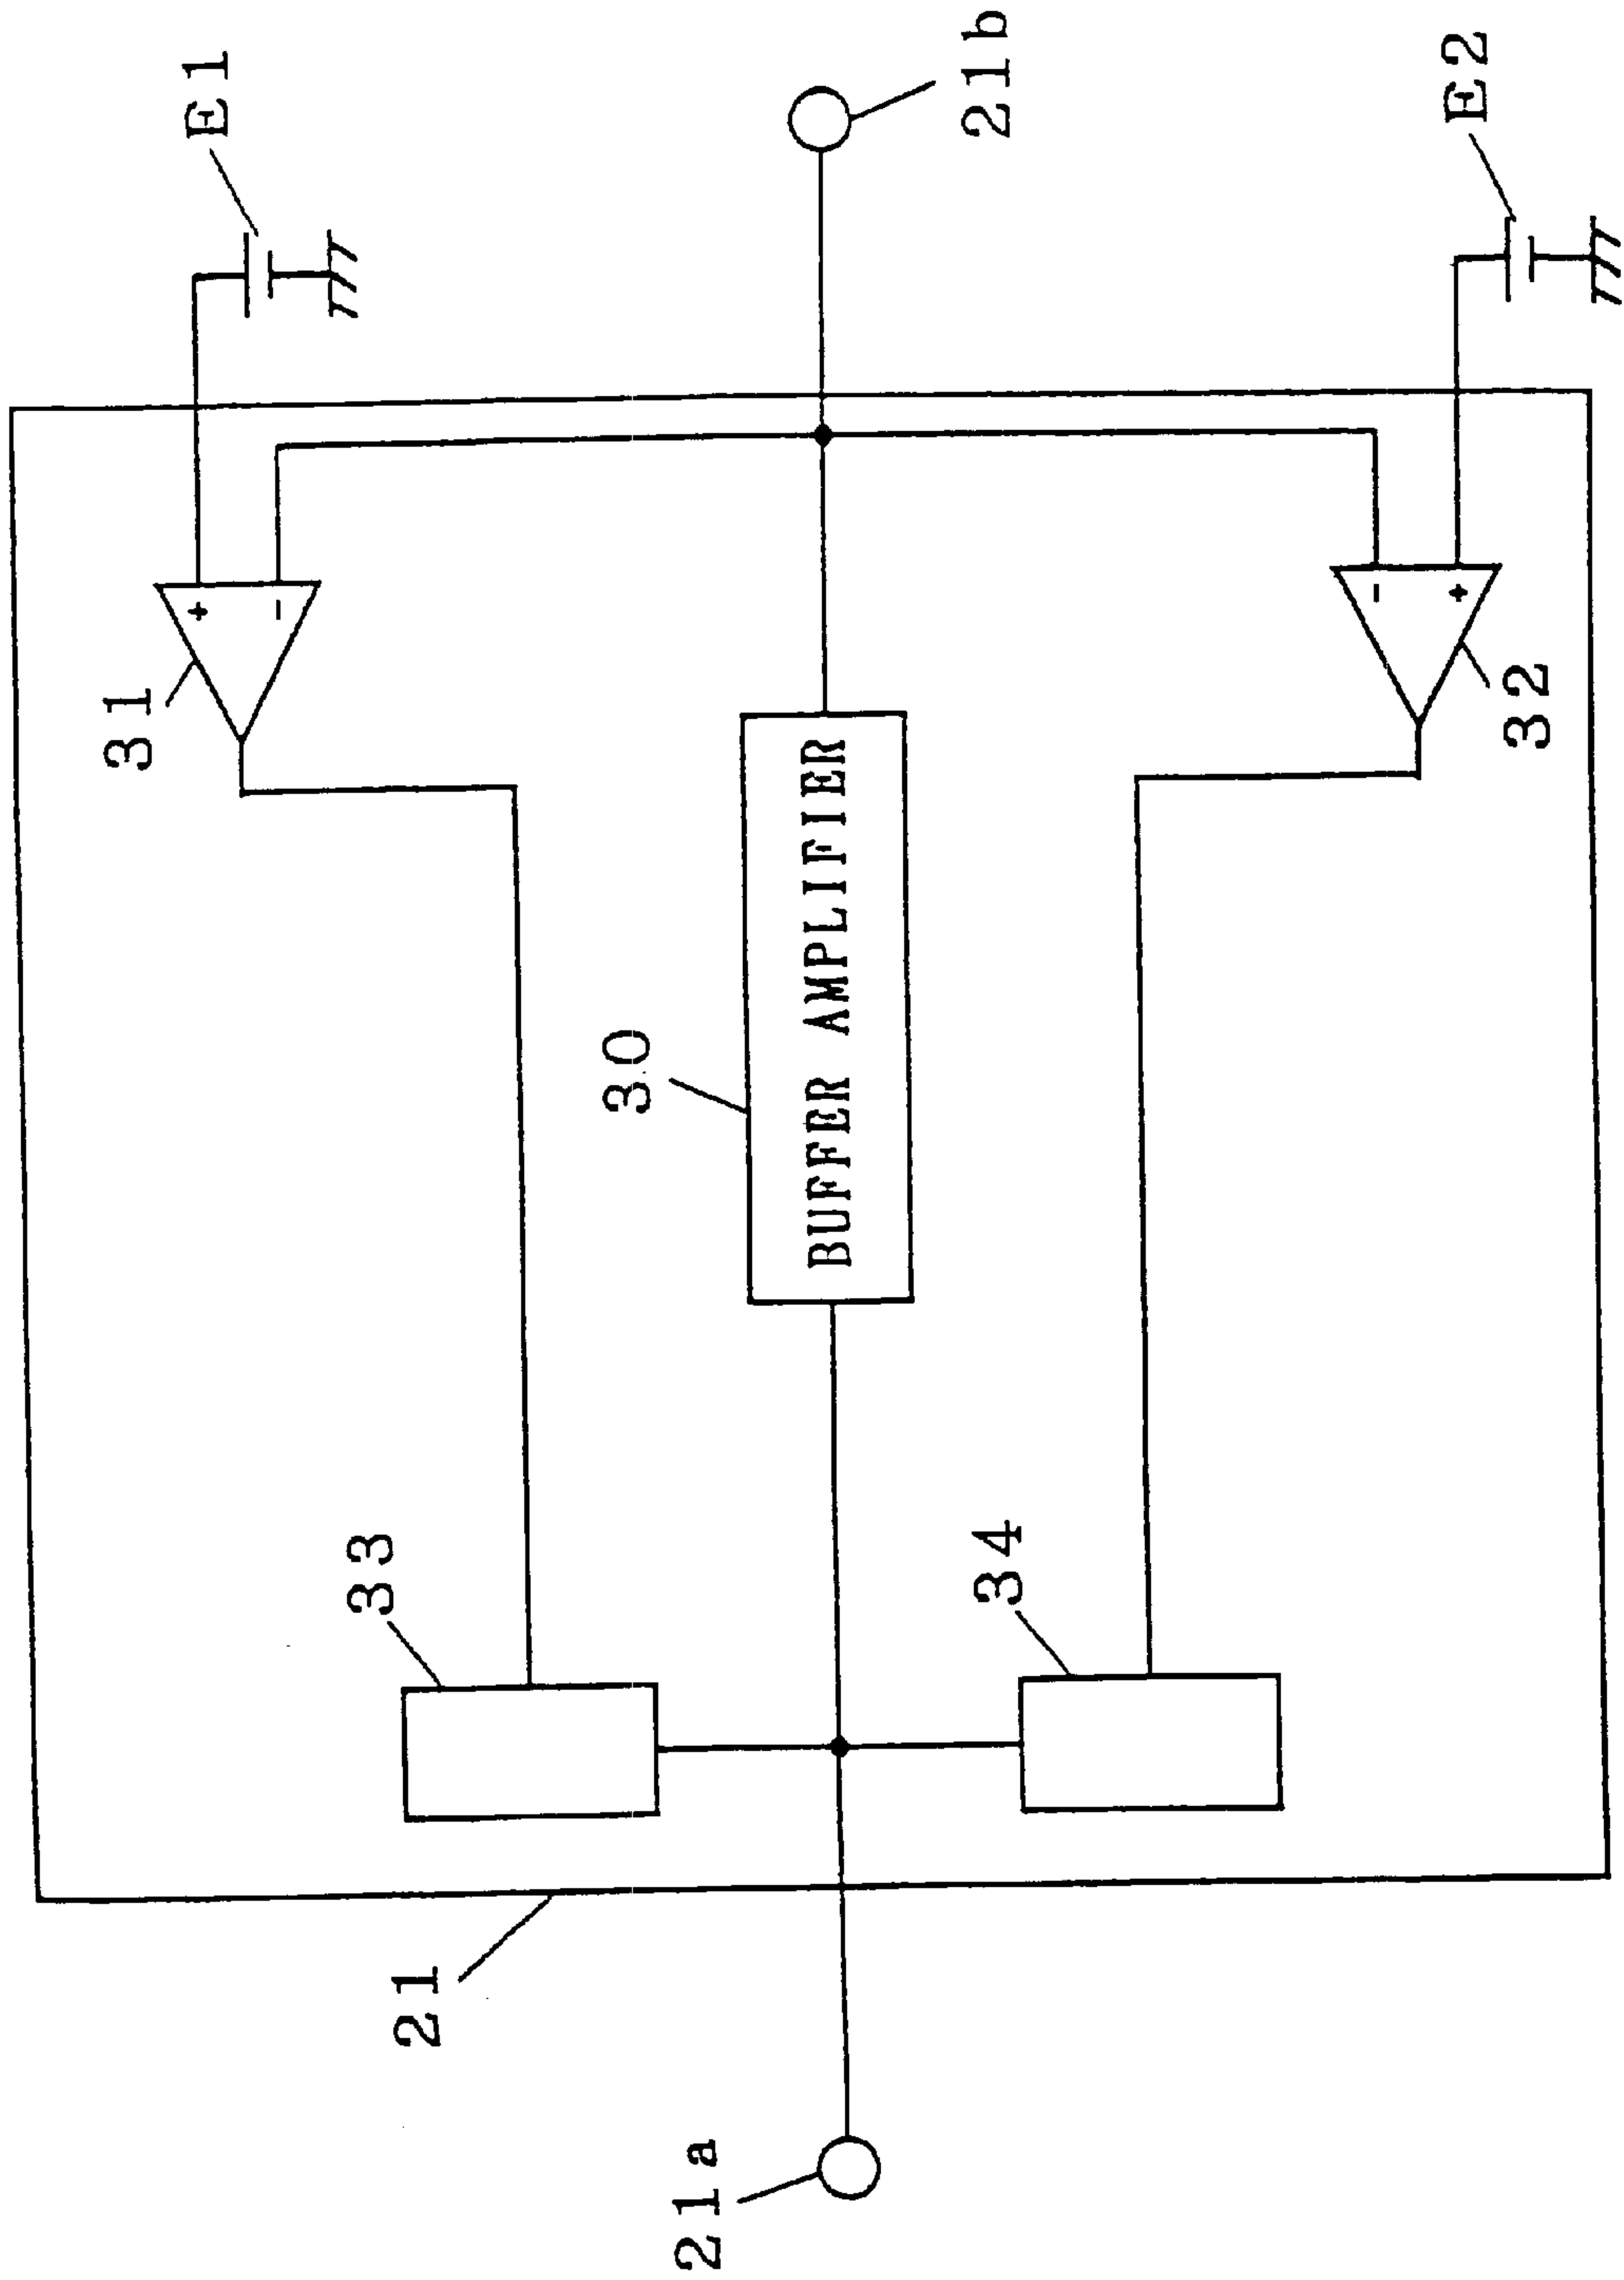 E1
31
+
-
33
30
BUFFER AMPLIFIER
21b
21
21a
34
-
+
32
E2